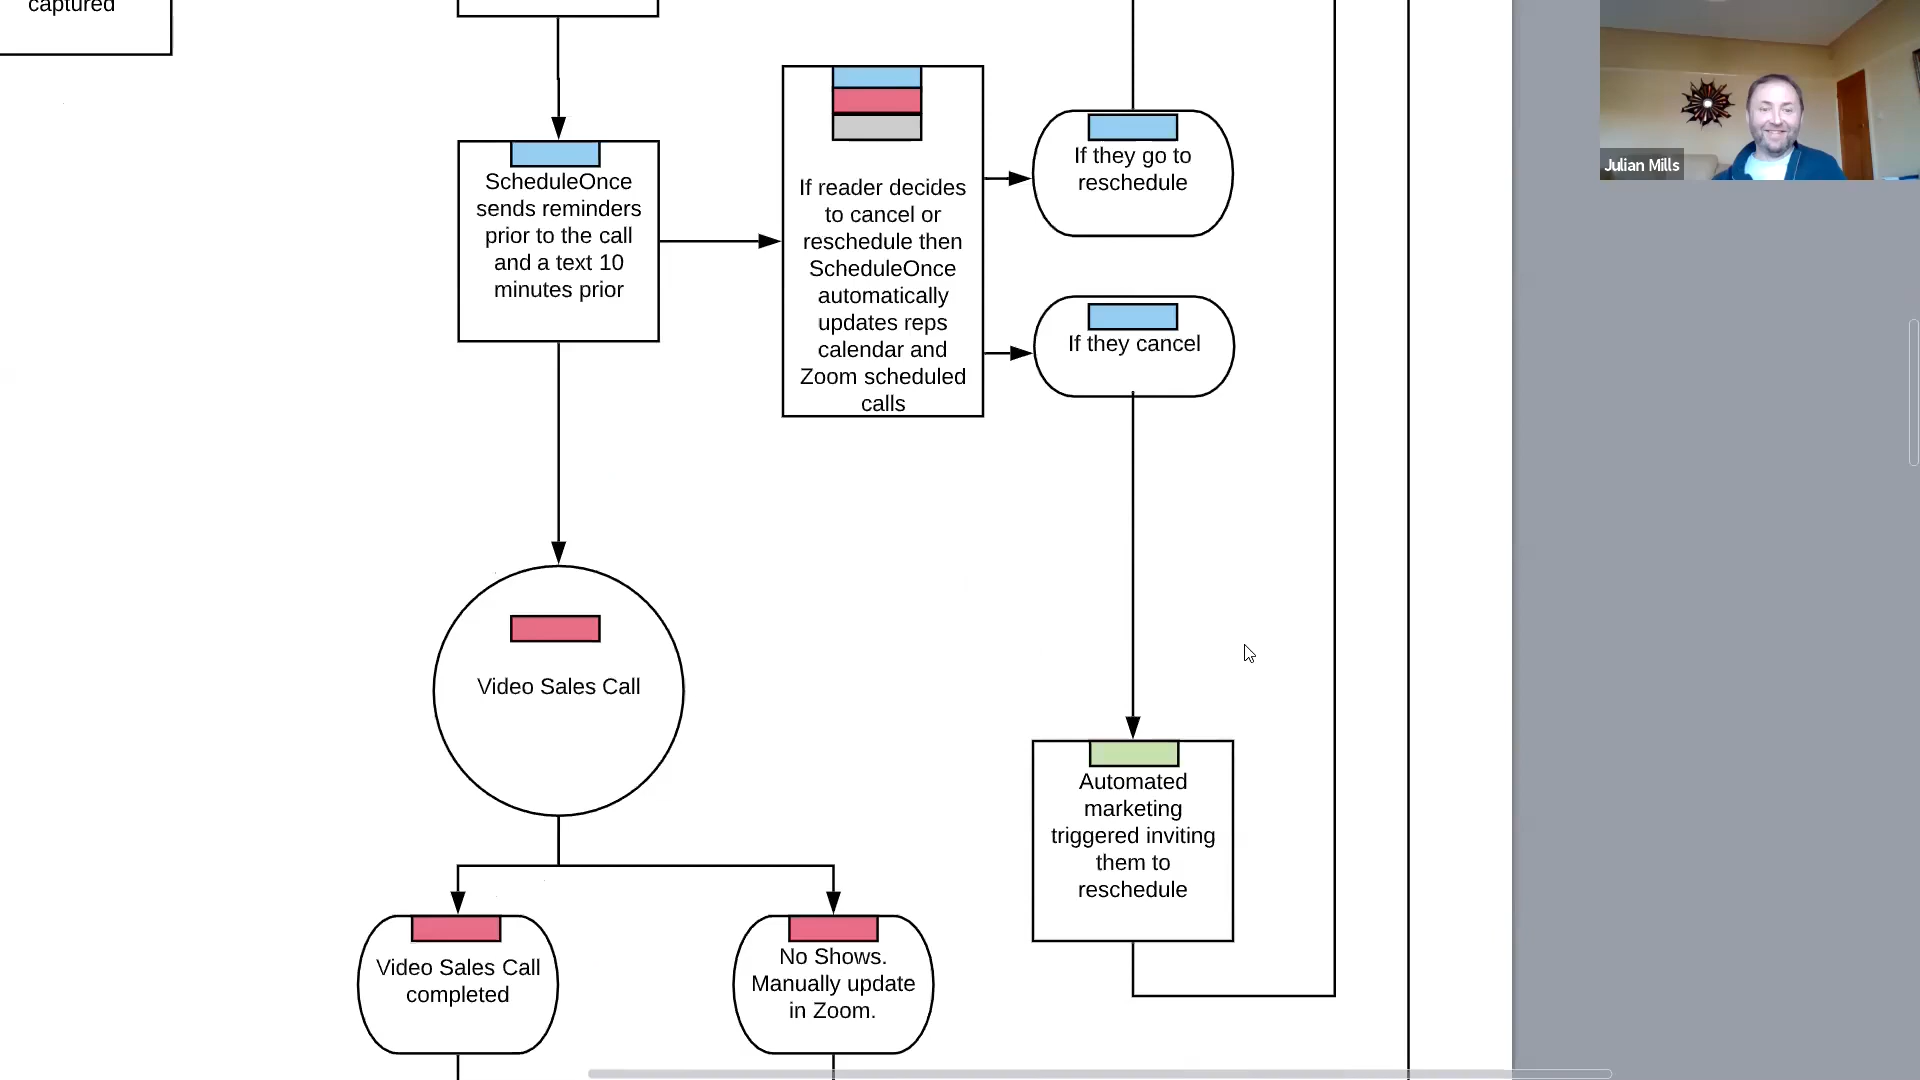 captured
ScheduleOnce
sends reminders
prior to the call
and a text 10
minutes prior
If reader decides
to cancel or
reschedule then
ScheduleOnce
automatically
updates reps
calendar and
Zoom scheduled
calls
If they go to
reschedule
If they cancel
Video Sales Call
Automated
marketing
triggered inviting
them to
reschedule
Video Sales Call
completed
No Shows.
Manually update
in Zoom.
Julian Mills